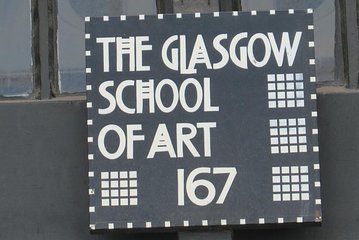 THE GLASGOW
SCHOOL
OF ART
167